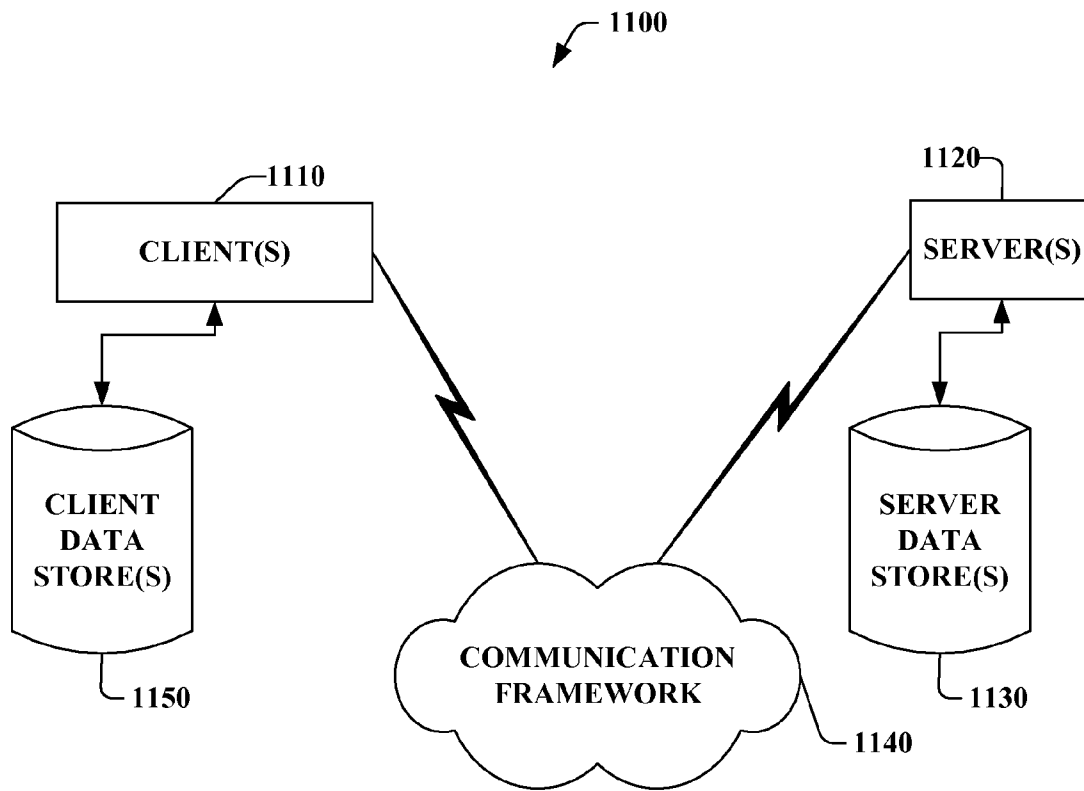 1100
1110
1120
CLIENT(S)
SERVER(S)
CLIENT
DATA
STORE(S)
SERVER
DATA
STORE(S)
COMMUNICATION
FRAMEWORK
1150
1130
1140